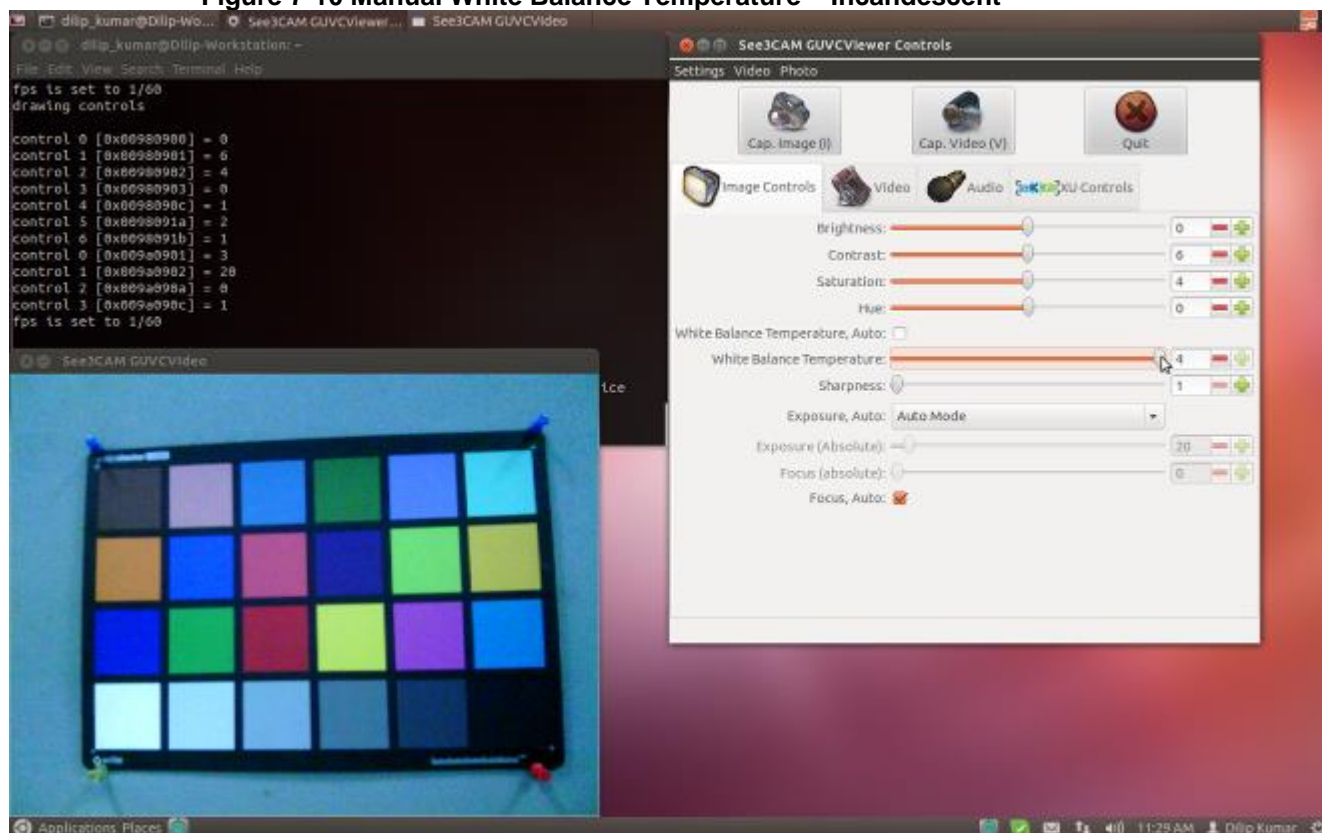 Figure 7-10 Manual White Balance Temperature – Incandescent
dilip_kumar@Dilip-Wo... See3CAM GUVCViewer... See3CAM GUVCVideo
dilip_kumar@Dilip-Workstation: ~
File Edit View Search Terminal Help
fps is set to 1/60
drawing controls
control 0 [0x00980900] = 0
control 1 [0x00980901] = 6
control 2 [0x00980902] = 4
control 3 [0x00980903] = 0
control 4 [0x0098090c] = 1
control 5 [0x0098091a] = 2
control 6 [0x0098091b] = 1
control 0 [0x009a0901] = 3
control 1 [0x009a0902] = 20
control 2 [0x009a090a] = 0
control 3 [0x009a090c] = 1
fps is set to 1/60
ice
See3CAM GUVCVideo
See3CAM GUVCViewer Controls
Settings Video Photo
Cap. Image (I) Cap. Video (V) Quit
Image Controls Video Audio XU Controls
Brightness: 0
Contrast: 6
Saturation: 4
Hue: 0
White Balance Temperature, Auto:
White Balance Temperature: 4
Sharpness: 1
Exposure, Auto: Auto Mode
Exposure (Absolute): 20
Focus (absolute): 0
Focus, Auto:
Applications Places 11:29 AM Dilip Kumar